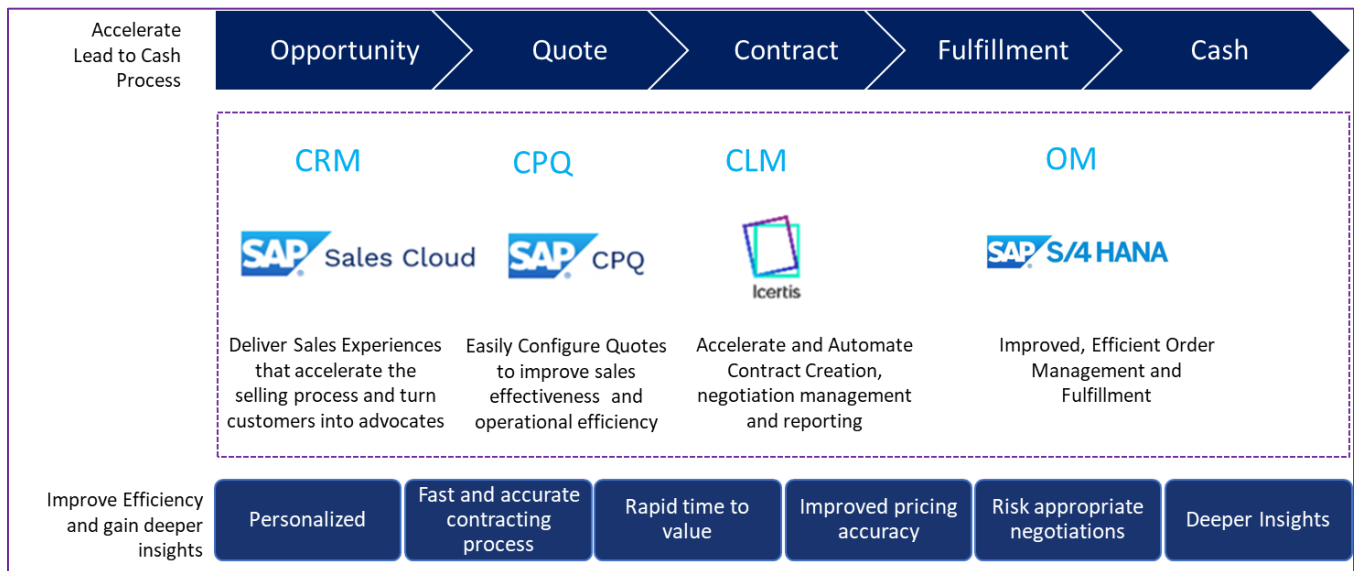 Accelerate
Lead to Cash
Process
Opportunity
Quote
Contract
Fulfillment
Cash
CRM
CPQ
CLM
OM
SAP Sales Cloud
SAP CPQ
Icertis
SAP S/4 HANA
Deliver Sales Experiences
that accelerate the
selling process and turn
customers into advocates
Easily Configure Quotes
to improve sales
effectiveness and
operational efficiency
Accelerate and Automate
Contract Creation,
negotiation management
and reporting
Improved, Efficient Order
Management and
Fulfillment
Improve Efficiency
and gain deeper
insights
Personalized
Fast and accurate
contracting
process
Rapid time to
value
Improved pricing
accuracy
Risk appropriate
negotiations
Deeper Insights